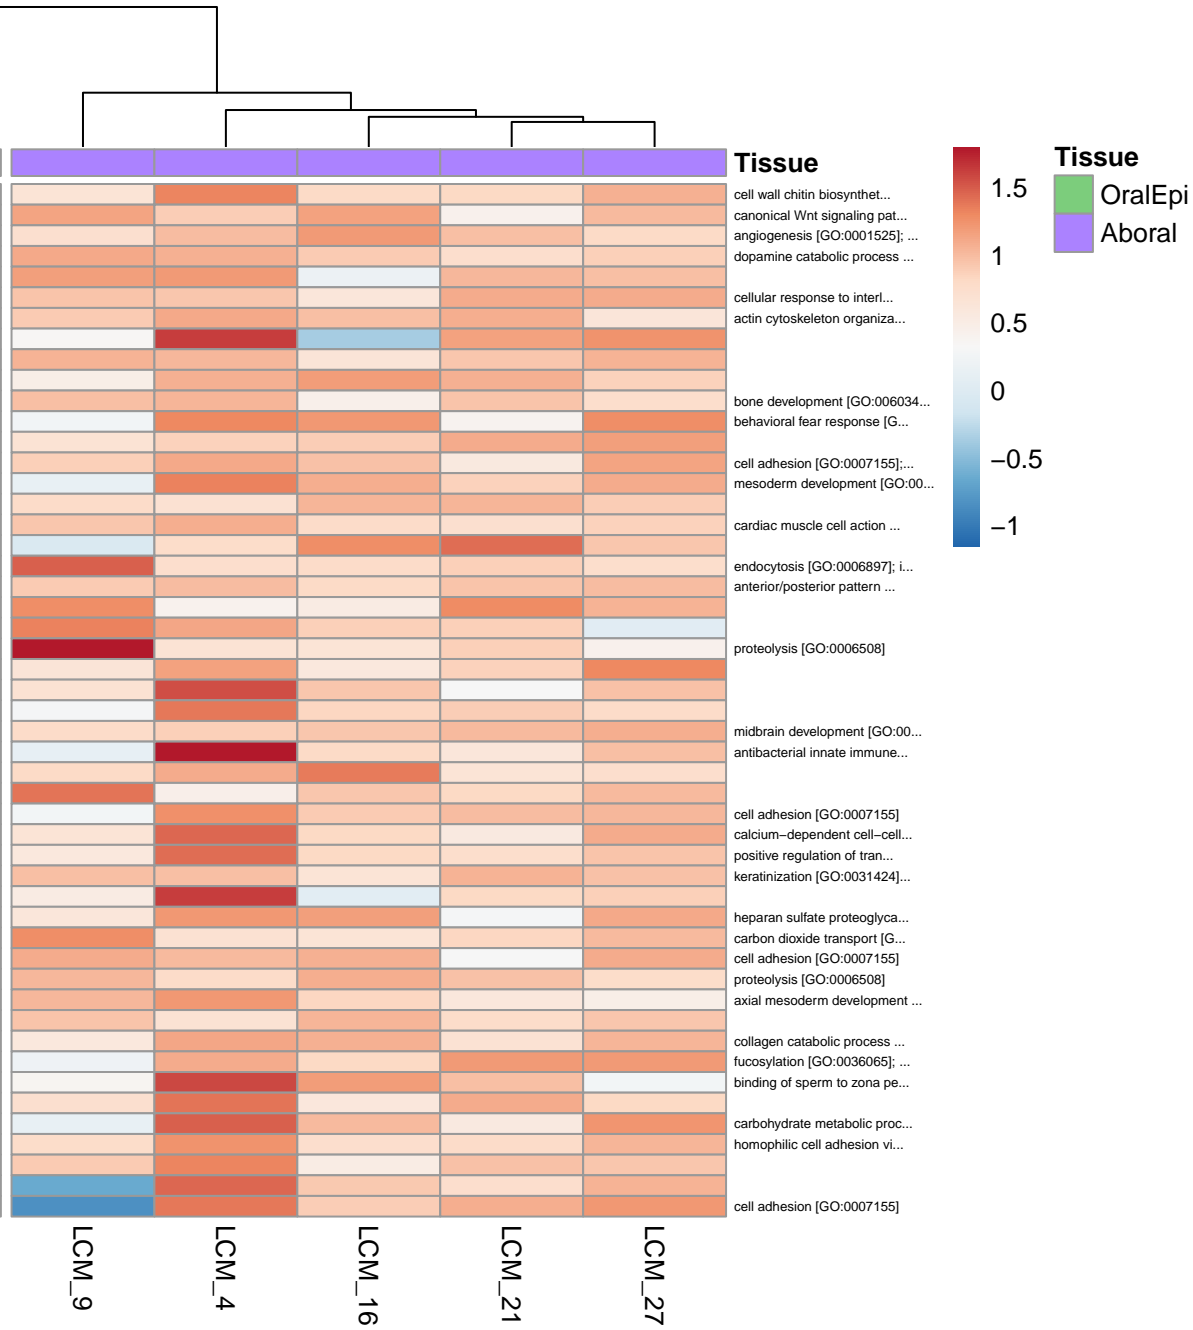 Tissue
cell wall chitin biosynthet...
canonical Wnt signaling pat...
angiogenesis [GO:0001525]; ...
dopamine catabolic process ...
cellular response to interl...
actin cytoskeleton organiza...
bone development [GO:006034...
behavioral fear response [G...
cell adhesion [GO:0007155];...
mesoderm development [GO:00...
cardiac muscle cell action ...
endocytosis [GO:0006897]; i...
anterior/posterior pattern ...
proteolysis [GO:0006508]
midbrain development [GO:00...
antibacterial innate immune...
cell adhesion [GO:0007155]
calcium−dependent cell−cell...
positive regulation of tran...
keratinization [GO:0031424]...
heparan sulfate proteoglyca...
carbon dioxide transport [G...
cell adhesion [GO:0007155]
proteolysis [GO:0006508]
axial mesoderm development ...
collagen catabolic process ...
fucosylation [GO:0036065]; ...
binding of sperm to zona pe...
carbohydrate metabolic proc...
homophilic cell adhesion vi...
cell adhesion [GO:0007155]
LCM_9
LCM_4
LCM_16
LCM_21
LCM_27
1.5
1
0.5
0
−0.5
−1
Tissue
OralEpi
Aboral